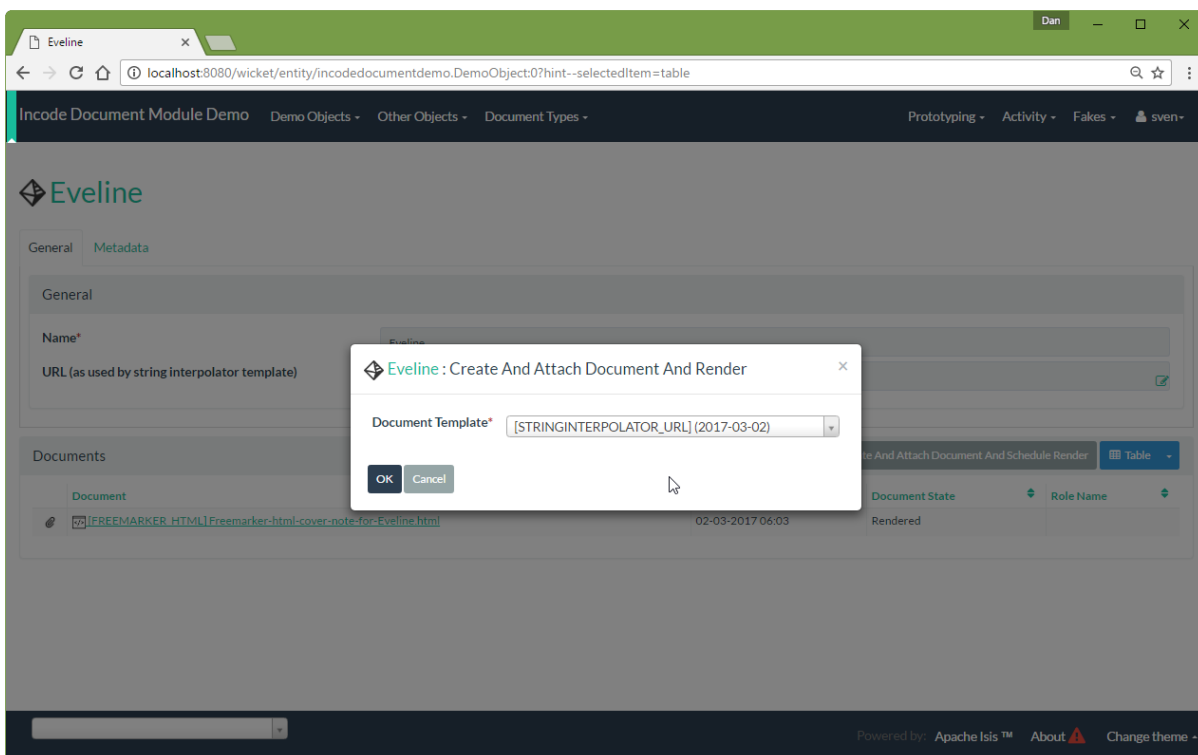 Dan
Eveline
localhost:8080/wicket/entity/incodedocumentdemo.DemoObject:0?hint--selectedItem=table
Incode Document Module Demo Demo Objects Other Objects Document Types Prototyping Activity Fakes sven
Eveline
General Metadata
General
Name* Eveline
Eveline : Create And Attach Document And Render ×
URL (as used by string interpolator template)
Document Template* [STRINGINTERPOLATOR_URL] (2017-03-02)
Documents And Attach Document And Schedule Render Table
OK Cancel
Document Document State Role Name
[FREEMARKER_HTML] Freemarker-html-cover-note-for-Eveline.html 02-03-2017 06:03 Rendered
Powered by: Apache Isis ™ About Change theme